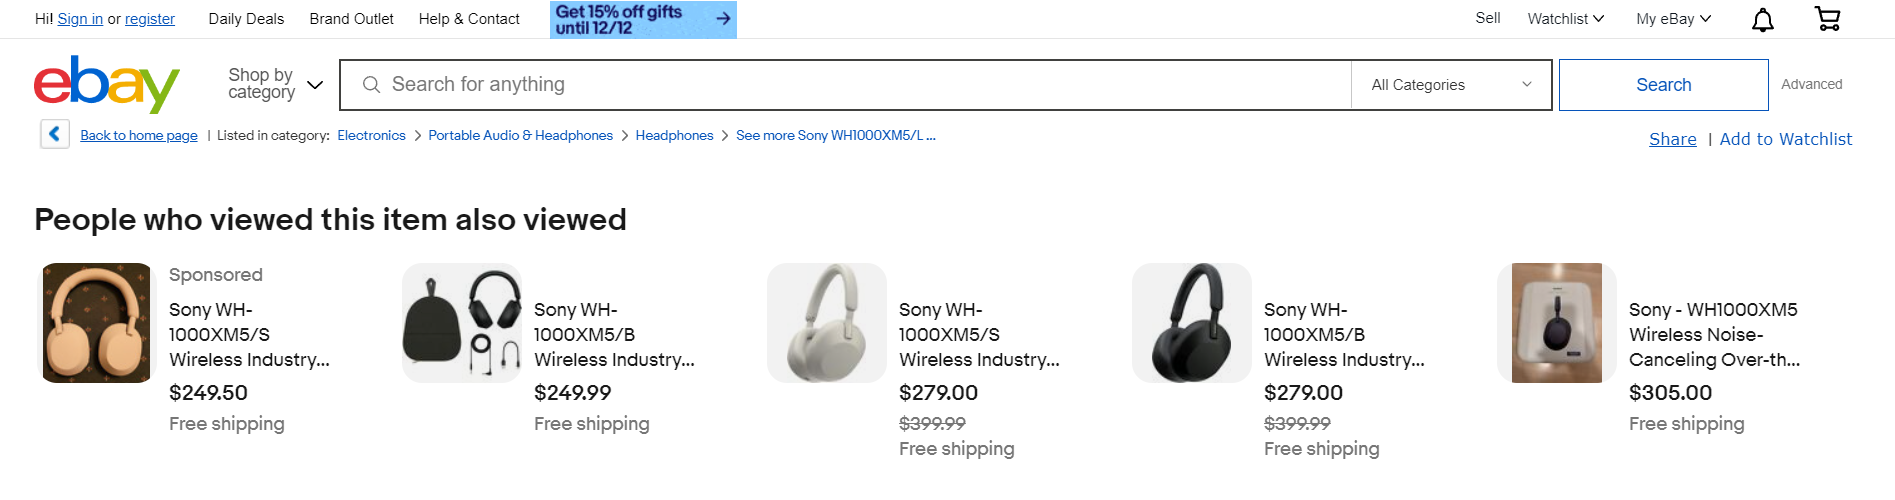 Hi! Sign in or register Daily Deals Brand Outlet Help & Contact Get 15% off gifts
until 12/12
Sell Watchlist My eBay
ebay
Shop by
category
Search for anything
All Categories
Search
Advanced
Back to home page | Listed in category: Electronics > Portable Audio & Headphones > Headphones > See more Sony WH1000XM5/L ...
Share | Add to Watchlist
People who viewed this item also viewed
Sponsored
Sony WH-
1000XM5/S
Wireless Industry...
$249.50
Free shipping
Sony WH-
1000XM5/B
Wireless Industry...
$249.99
Free shipping
Sony WH-
1000XM5/S
Wireless Industry...
$279.00
$399.99
Free shipping
Sony WH-
1000XM5/B
Wireless Industry...
$279.00
$399.99
Free shipping
Sony - WH1000XM5
Wireless Noise-
Canceling Over-th...
$305.00
Free shipping